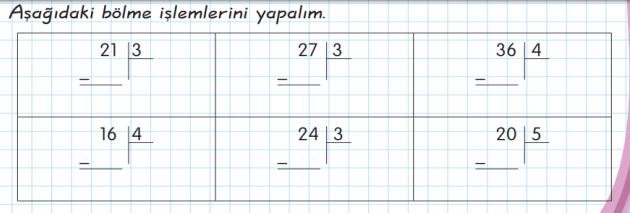 Aşağıdaki bölme işlemlerini yapalım.
21 3 27 3 36 4
– – –
16 4 24 3 20 5
– – –